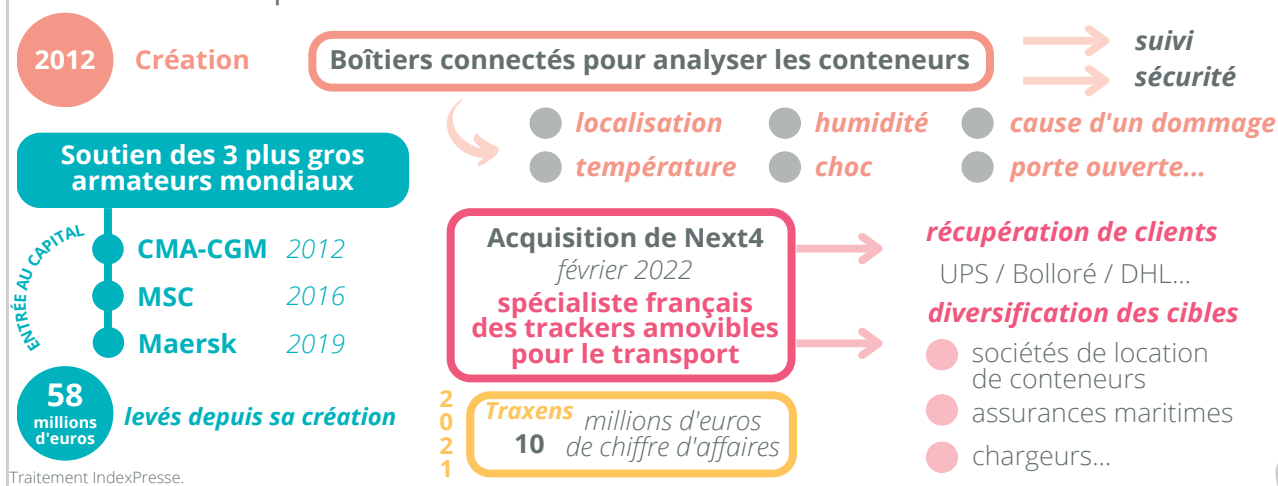 2012
Création
Boîtiers connectés pour analyser les conteneurs
suivi
sécurité
localisation
humidité
cause d'un dommage
température
choc
porte ouverte...
Soutien des 3 plus gros
armateurs mondiaux
ENTRÉE AU CAPITAL
CMA-CGM 2012
MSC 2016
Maersk 2019
58
millions
d'euros
levés depuis sa création
Acquisition de Next4
février 2022
spécialiste français
des trackers amovibles
pour le transport
récupération de clients
UPS / Bolloré / DHL...
diversification des cibles
sociétés de location
de conteneurs
assurances maritimes
chargeurs...
2021
Traxens
10 millions d'euros
de chiffre d'affaires
Traitement IndexPresse.